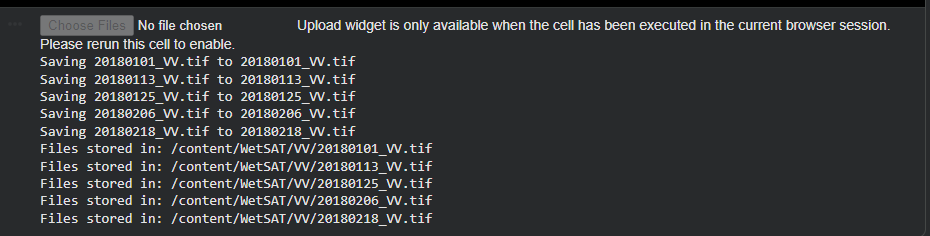 Choose Files No file chosen Upload widget is only available when the cell has been executed in the current browser session.
Please rerun this cell to enable.
Saving 20180101_VV.tif to 20180101_VV.tif
Saving 20180113_VV.tif to 20180113_VV.tif
Saving 20180125_VV.tif to 20180125_VV.tif
Saving 20180206_VV.tif to 20180206_VV.tif
Saving 20180218_VV.tif to 20180218_VV.tif
Files stored in: /content/WetSAT/VV/20180101_VV.tif
Files stored in: /content/WetSAT/VV/20180113_VV.tif
Files stored in: /content/WetSAT/VV/20180125_VV.tif
Files stored in: /content/WetSAT/VV/20180206_VV.tif
Files stored in: /content/WetSAT/VV/20180218_VV.tif